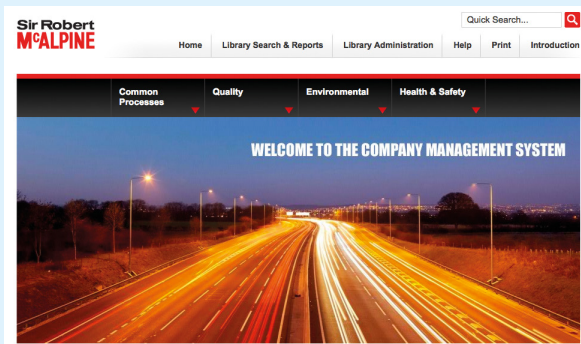 Sir Robert
McALPINE
Quick Search...
Home
Library Search & Reports
Library Administration
Help
Print
Introduction
Common
Processes
Quality
Environmental
Health & Safety
WELCOME TO THE COMPANY MANAGEMENT SYSTEM